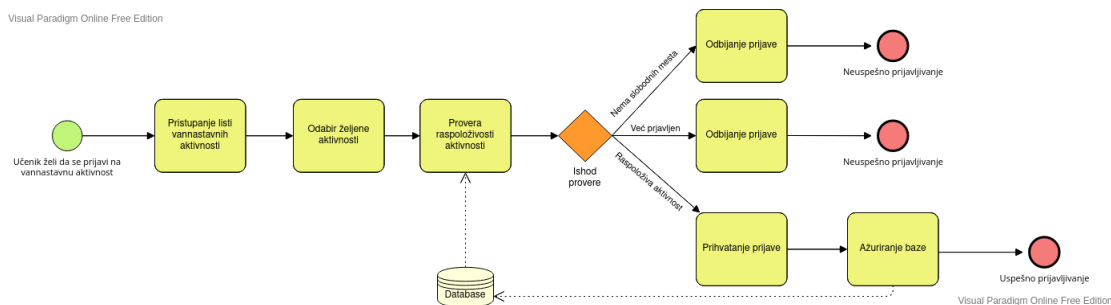 Visual Paradigm Online Free Edition
Učenik želi da se prijavi na
vannastavnu aktivnost
Pristupanje listi
vannastavnih
aktivnosti
Odabir željene
aktivnosti
Provera
raspoloživosti
aktivnosti
Ishod
provere
Nema slobodnih mesta
Odbijanje prijave
Neuspešno prijavljivanje
Već prjavljen
Odbijanje prijave
Neuspešno prijavljivanje
Raspoloživa aktivnost
Prihvatanje prijave
Ažuriranje baze
Uspešno prijavljivanje
Database
Visual Paradigm Online Free Edition